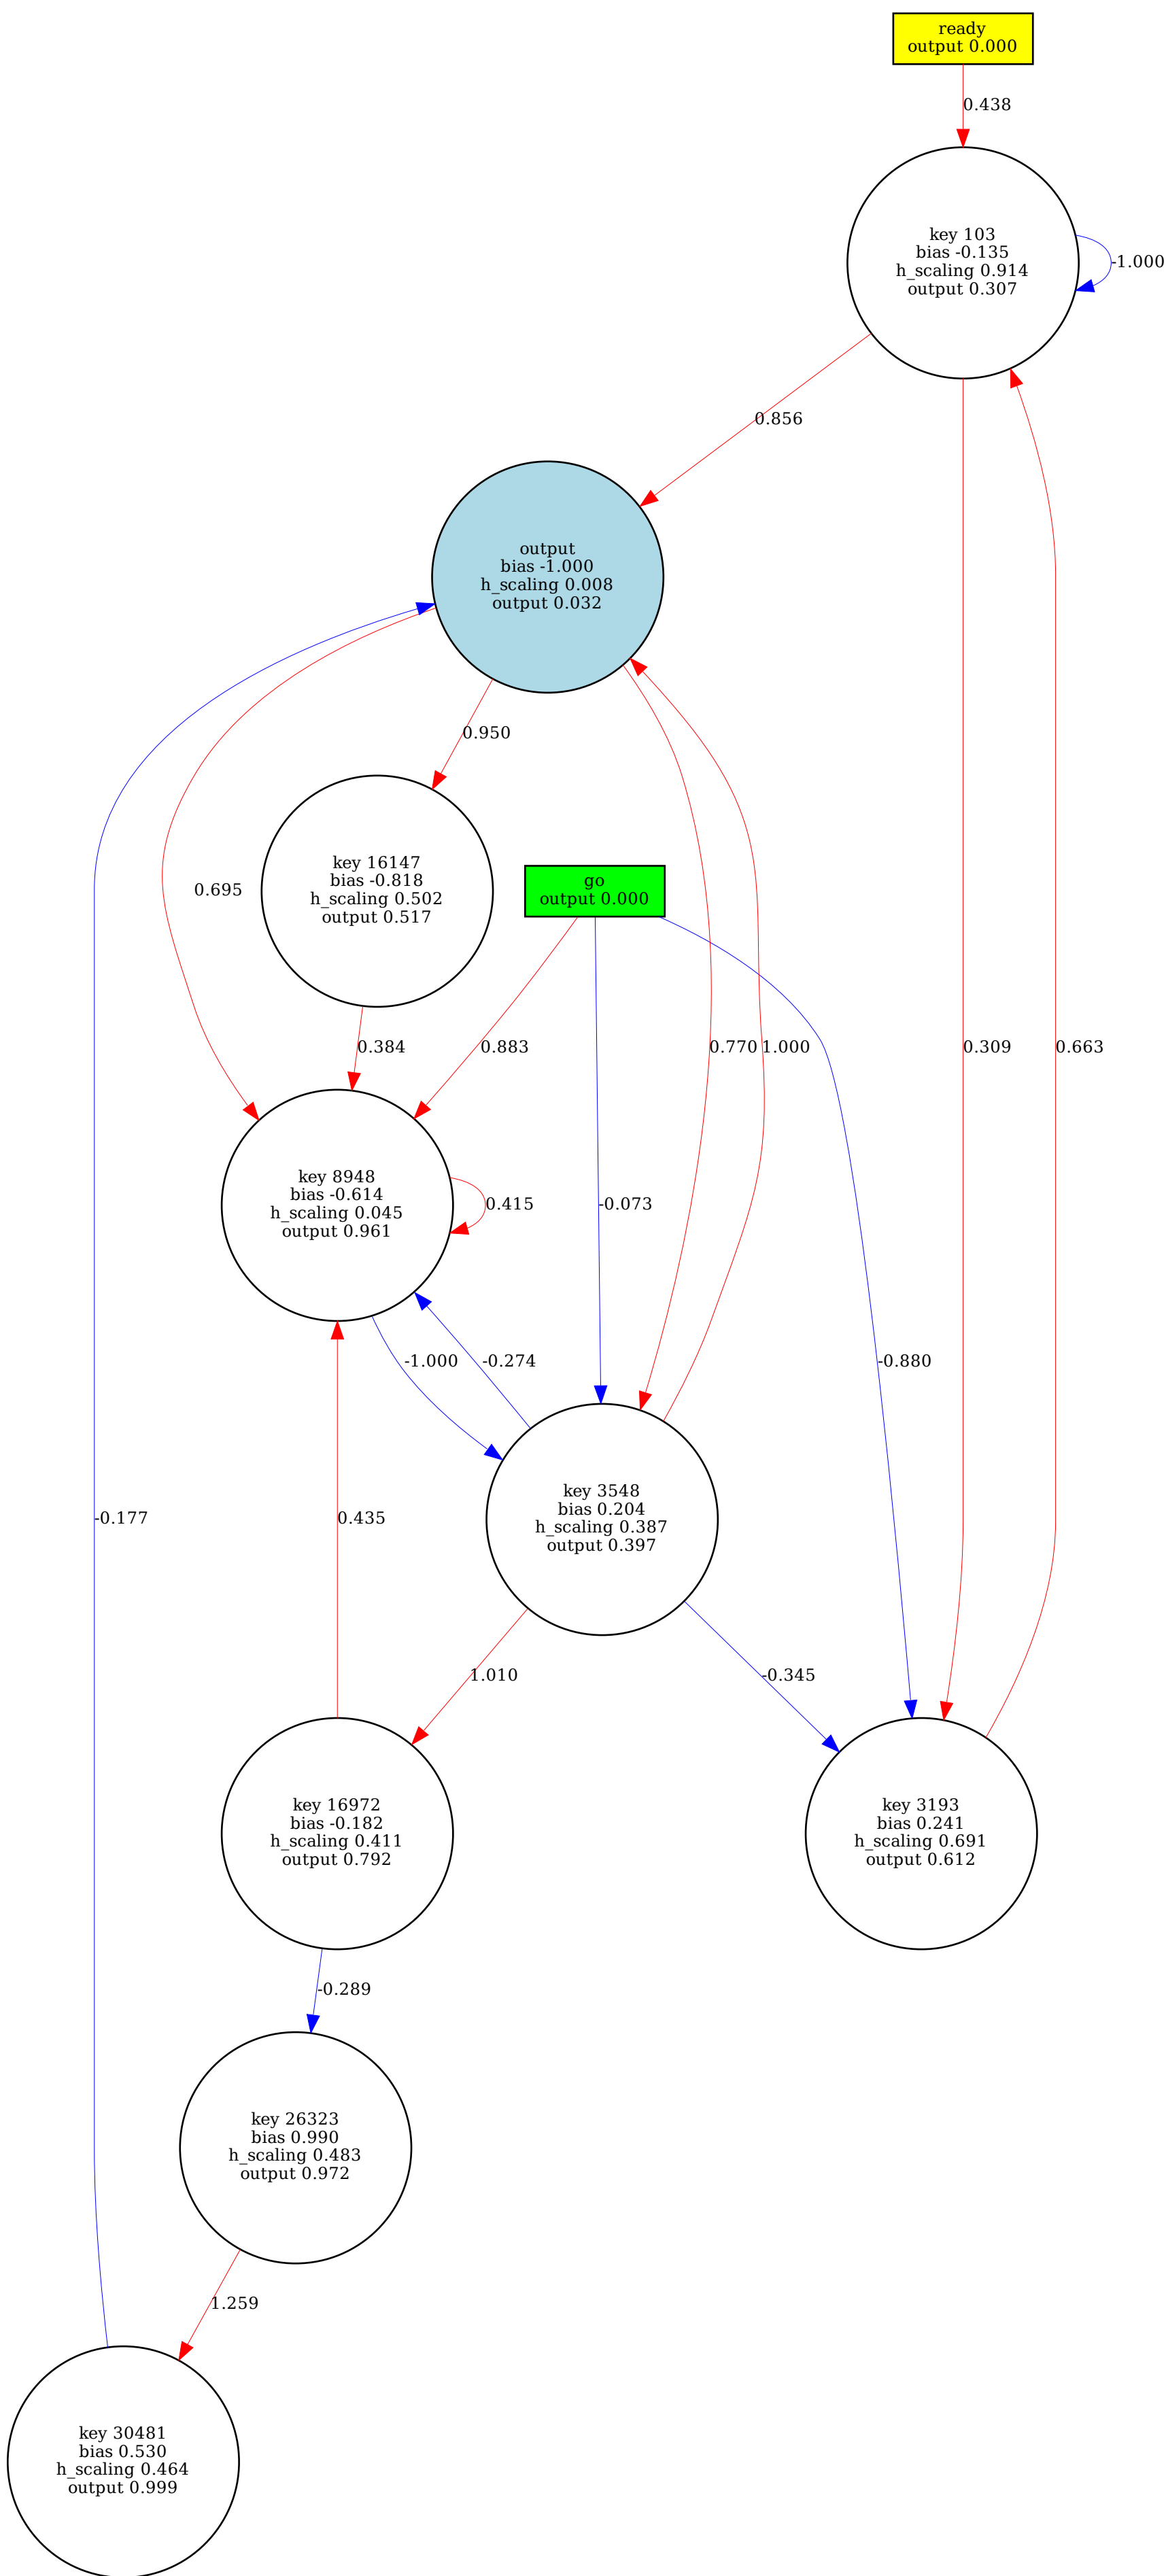 ready
output 0.000
0.438
key 103
bias -0.135
h_scaling 0.914
output 0.307
-1.000
0.856
output
bias -1.000
h_scaling 0.008
output 0.032
0.950
key 16147
bias -0.818
h_scaling 0.502
output 0.517
go
output 0.000
0.695
0.384
0.883
0.770
1.000
0.309
0.663
key 8948
bias -0.614
h_scaling 0.045
output 0.961
0.415
-0.073
-1.000
-0.274
-0.880
key 3548
bias 0.204
h_scaling 0.387
output 0.397
-0.177
0.435
1.010
-0.345
key 16972
bias -0.182
h_scaling 0.411
output 0.792
key 3193
bias 0.241
h_scaling 0.691
output 0.612
-0.289
key 26323
bias 0.990
h_scaling 0.483
output 0.972
1.259
key 30481
bias 0.530
h_scaling 0.464
output 0.999